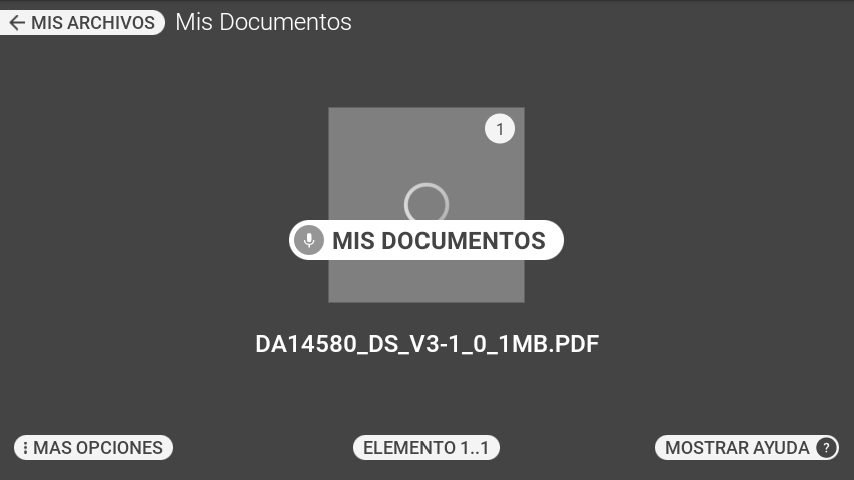 MIS ARCHIVOS
Mis Documentos
1
MIS DOCUMENTOS
DA14580_DS_V3-1_0_1MB.PDF
MAS OPCIONES
ELEMENTO 1..1
MOSTRAR AYUDA ?